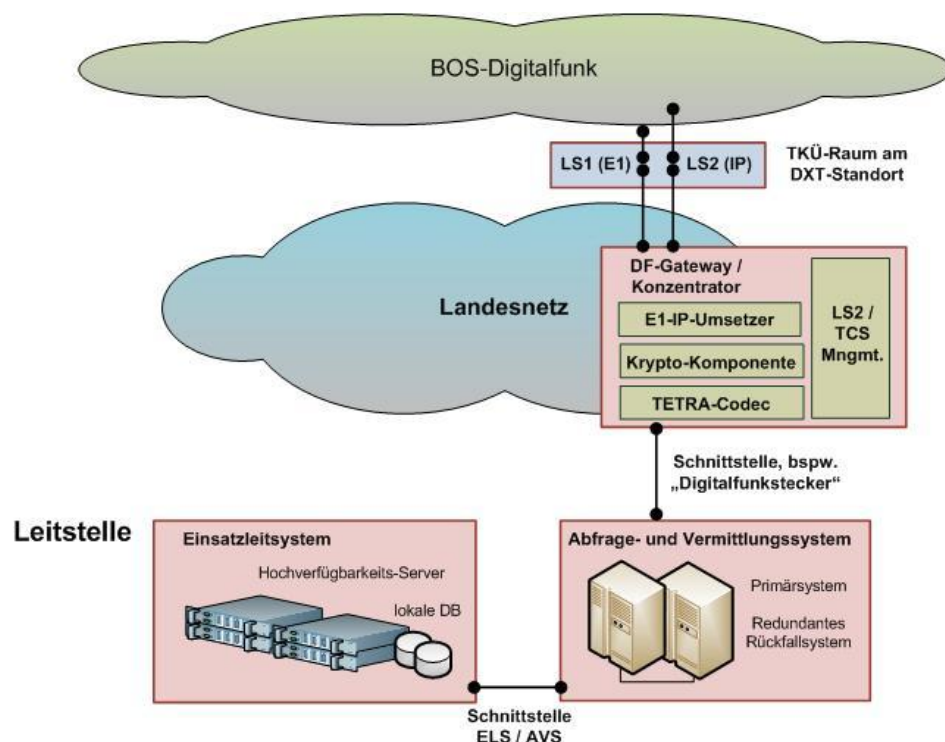 BOS-Digitalfunk
LS1 (E1)
LS2 (IP)
TKÜ-Raum am
DXT-Standort
Landesnetz
DF-Gateway /
Konzentrator
E1-IP-Umsetzer
Krypto-Komponente
TETRA-Codec
LS2 /
TCS
Mngmt.
Schnittstelle, bspw.
„Digitalfunkstecker"
Leitstelle
Einsatzleitsystem
Hochverfügbarkeits-Server
lokale DB
Abfrage- und Vermittlungssystem
Primärsystem
Redundantes
Rückfallsystem
Schnittstelle
ELS / AVS